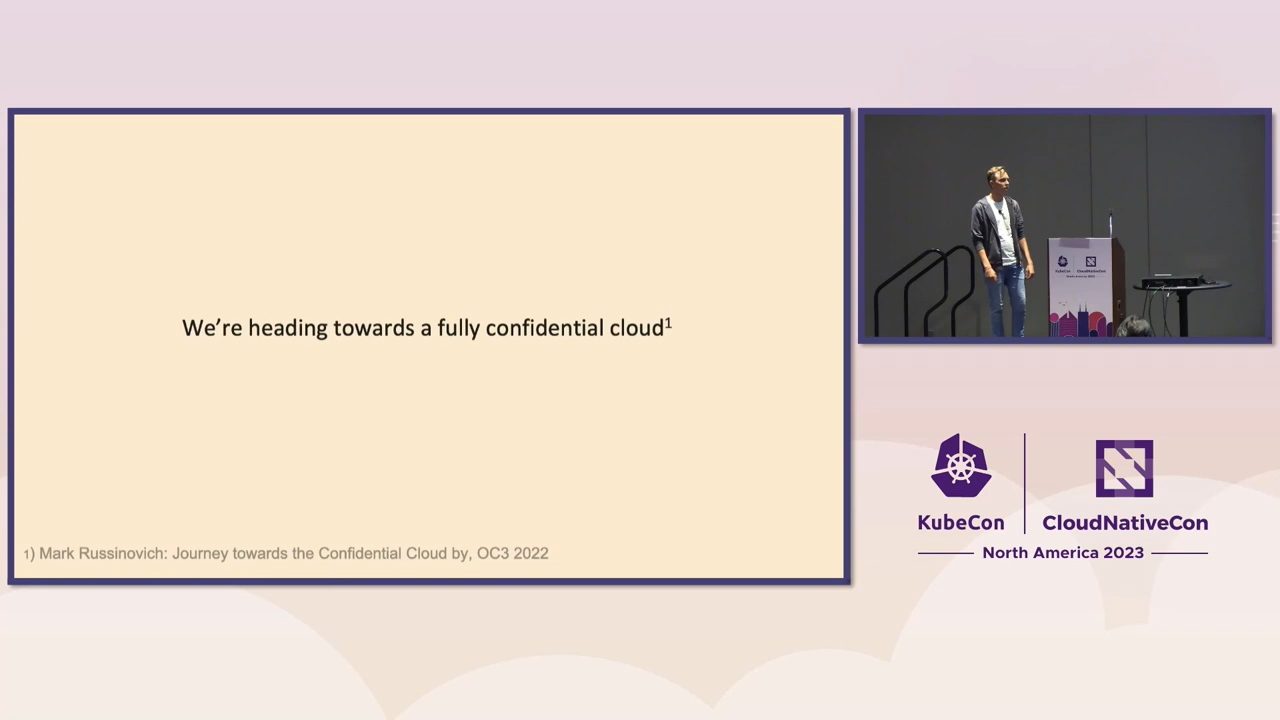 We're heading towards a fully confidential cloud¹
1) Mark Russinovich: Journey towards the Confidential Cloud by, OC3 2022
KubeCon
CloudNativeCon
North America 2023